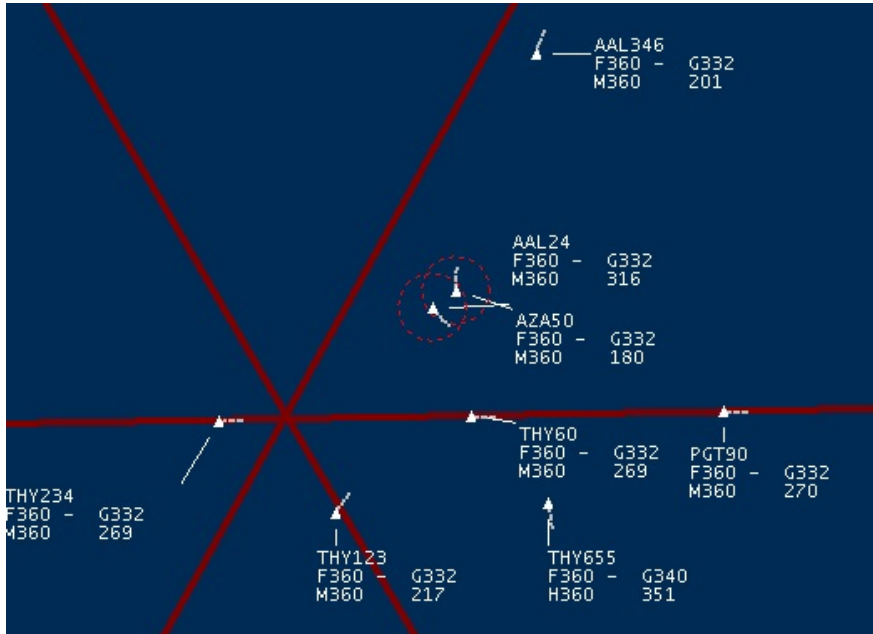 AAL346
F360 - G332
M360 201
AAL24
F360 - G332
M360 316
AZA50
F360 - G332
M360 180
THY60
F360 - G332
M360 269
PGT90
F360 - G332
M360 270
THY234
F360 - G332
M360 269
THY123
F360 - G332
M360 217
THY655
F360 - G340
H360 351